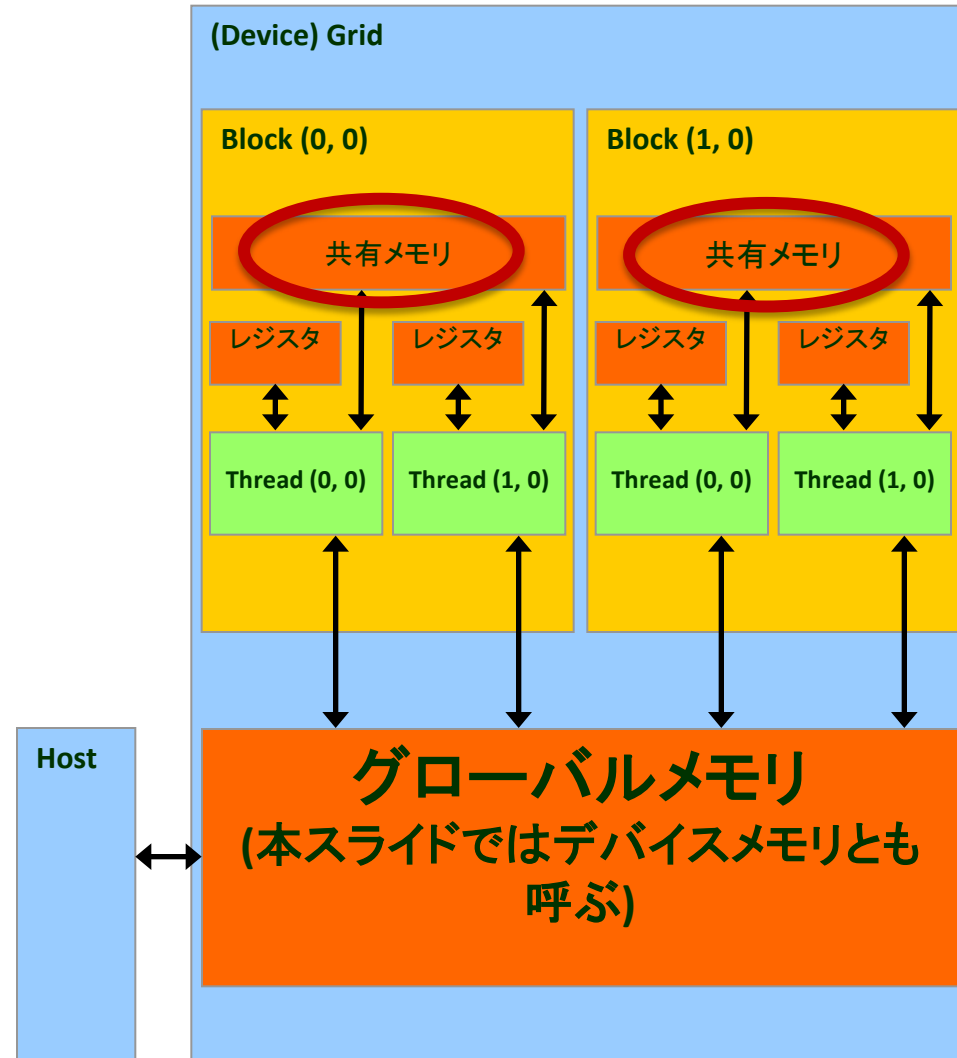 (Device) Grid
Block (0, 0)
Block (1, 0)
共有メモリ
共有メモリ
レジスタ
レジスタ
レジスタ
レジスタ
Thread (0, 0)
Thread (1, 0)
Thread (0, 0)
Thread (1, 0)
Host
グローバルメモリ
(本スライドではデバイスメモリとも
呼ぶ)